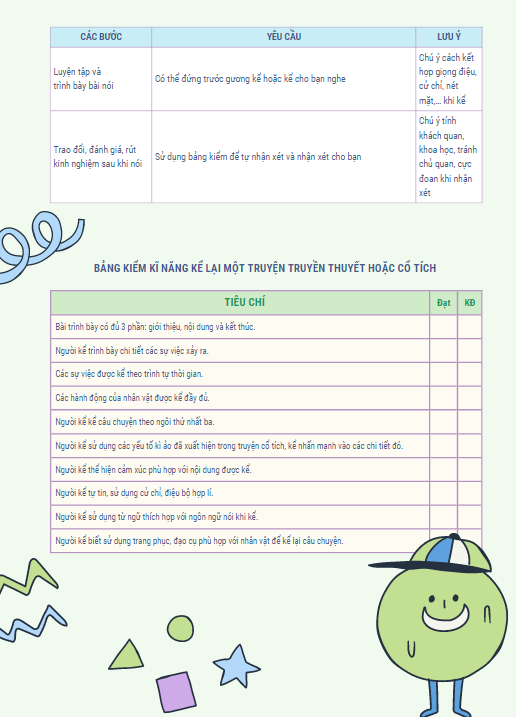 CÁC BƯỚC YÊU CẦU LƯU Ý
Luyện tập và
trình bày bài nói
Có thể đứng trước gương kể hoặc kể cho bạn nghe
Chú ý cách kết
hợp giọng điệu,
cử chỉ, nét
mặt,... khi kể
Trao đổi, đánh giá, rút
kinh nghiệm sau khi nói
Sử dụng bảng kiểm để tự nhận xét và nhận xét cho bạn
Chú ý tính
khách quan,
khoa học, tránh
chủ quan, cực
đoan khi nhận
xét
BẢNG KIỂM KĨ NĂNG KỂ LẠI MỘT TRUYỆN TRUYỀN THUYẾT HOẶC CỔ TÍCH
TIÊU CHÍ Đạt KĐ
Bài trình bày có đủ 3 phần: giới thiệu, nội dung và kết thúc.
Người kể trình bày chi tiết các sự việc xảy ra.
Các sự việc được kể theo trình tự thời gian.
Các hành động của nhân vật được kể đầy đủ.
Người kể kể câu chuyện theo ngôi thứ nhất ba.
Người kể sử dụng các yếu tố kì ảo đã xuất hiện trong truyện cổ tích, kể nhấn mạnh vào các chi tiết đó.
Người kể thể hiện cảm xúc phù hợp với nội dung được kể.
Người kể tự tin, sử dụng cử chỉ, điệu bộ hợp lí.
Người kể sử dụng từ ngữ thích hợp với ngôn ngữ nói khi kể.
Người kể biết sử dụng trang phục, đạo cụ phù hợp với nhân vật để kể lại câu chuyện.